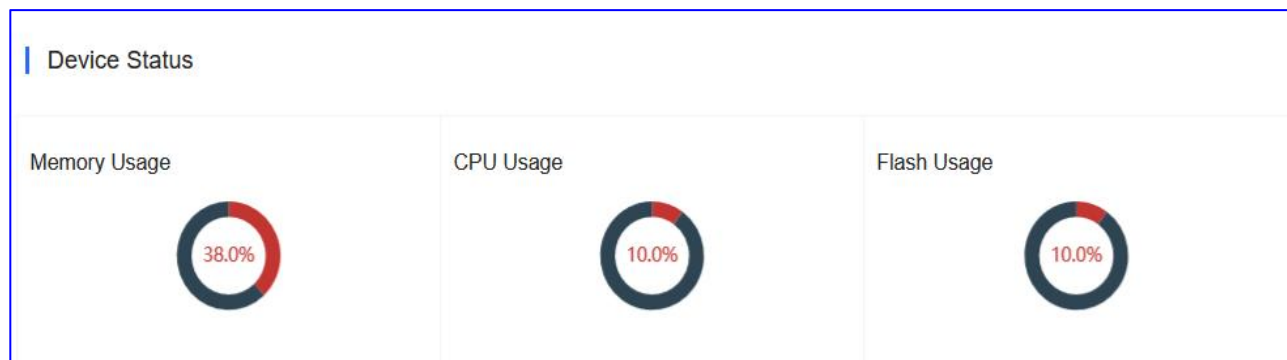 Device Status
Memory Usage
CPU Usage
Flash Usage
38.0%
10.0%
10.0%